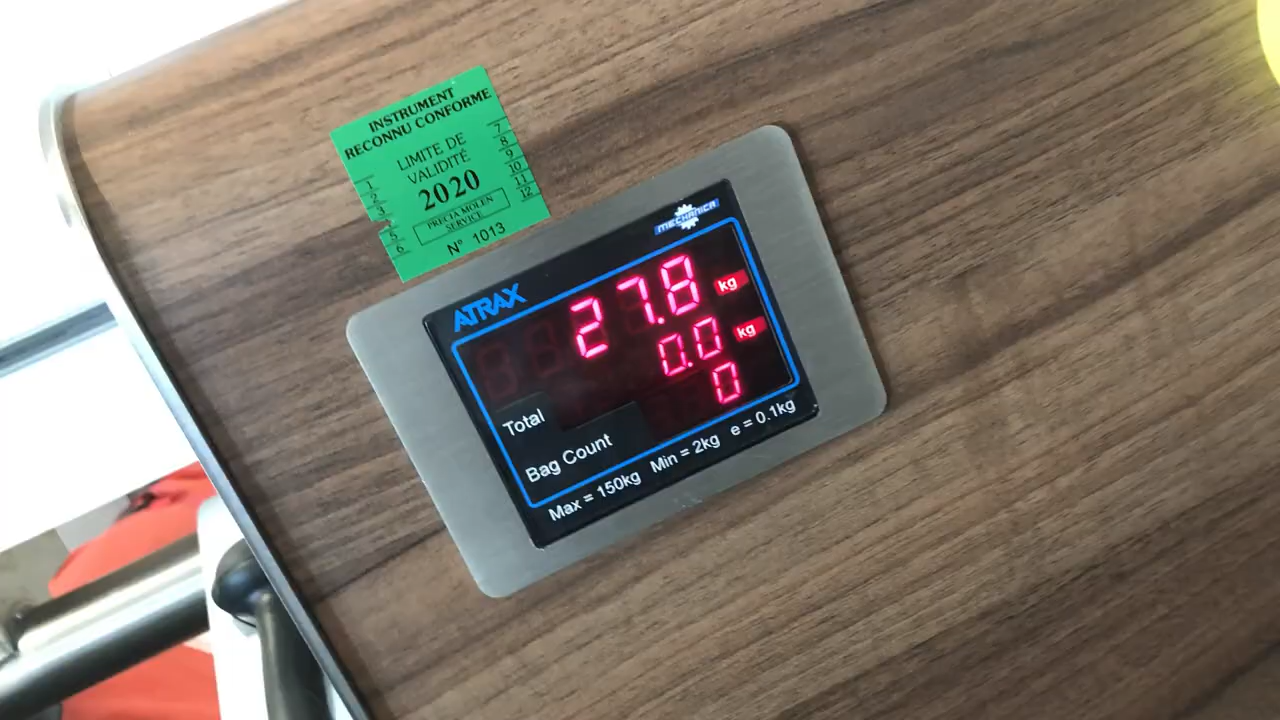 INSTRUMENT
RECONNU CONFORME
LIMITE DE
VALIDITÉ
2020
PRECIA MOLEN
SERVICE
N° 1013
1
2
3
5
6
7
8
9
10
11
12
MECHANICA
ATRAX
27.8 kg
0.0 kg
0
Total
Bag Count
Max = 150kg Min = 2kg e = 0.1kg